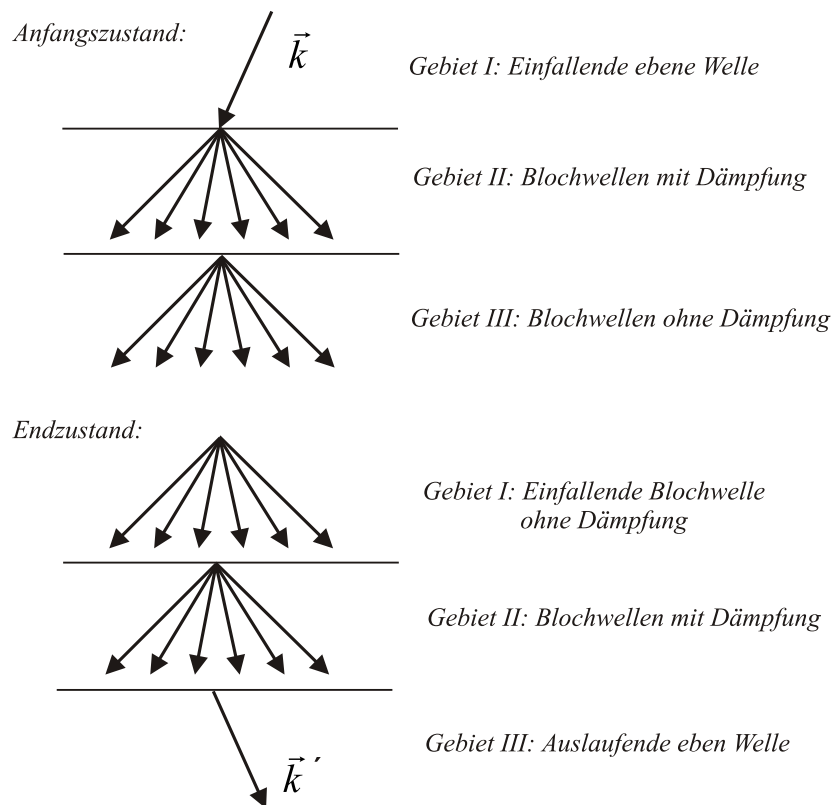 Anfangszustand:
k⃗
Gebiet I: Einfallende ebene Welle
Gebiet II: Blochwellen mit Dämpfung
Gebiet III: Blochwellen ohne Dämpfung
Endzustand:
Gebiet I: Einfallende Blochwelle
ohne Dämpfung
Gebiet II: Blochwellen mit Dämpfung
Gebiet III: Auslaufende eben Welle
k⃗ ´